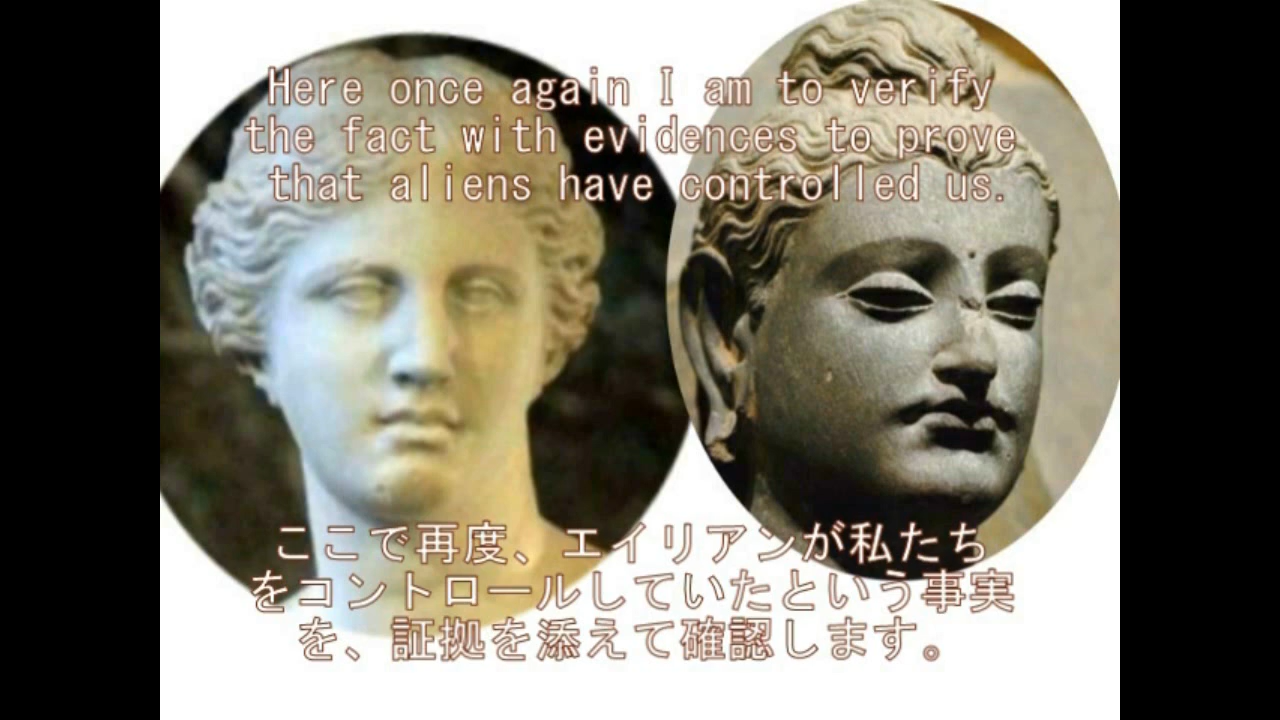 Here once again I am to verify
the fact with evidences to prove
that aliens have controlled us.
ここで再度、エイリアンが私たち
をコントロールしていたという事実
を、証拠を添えて確認します。